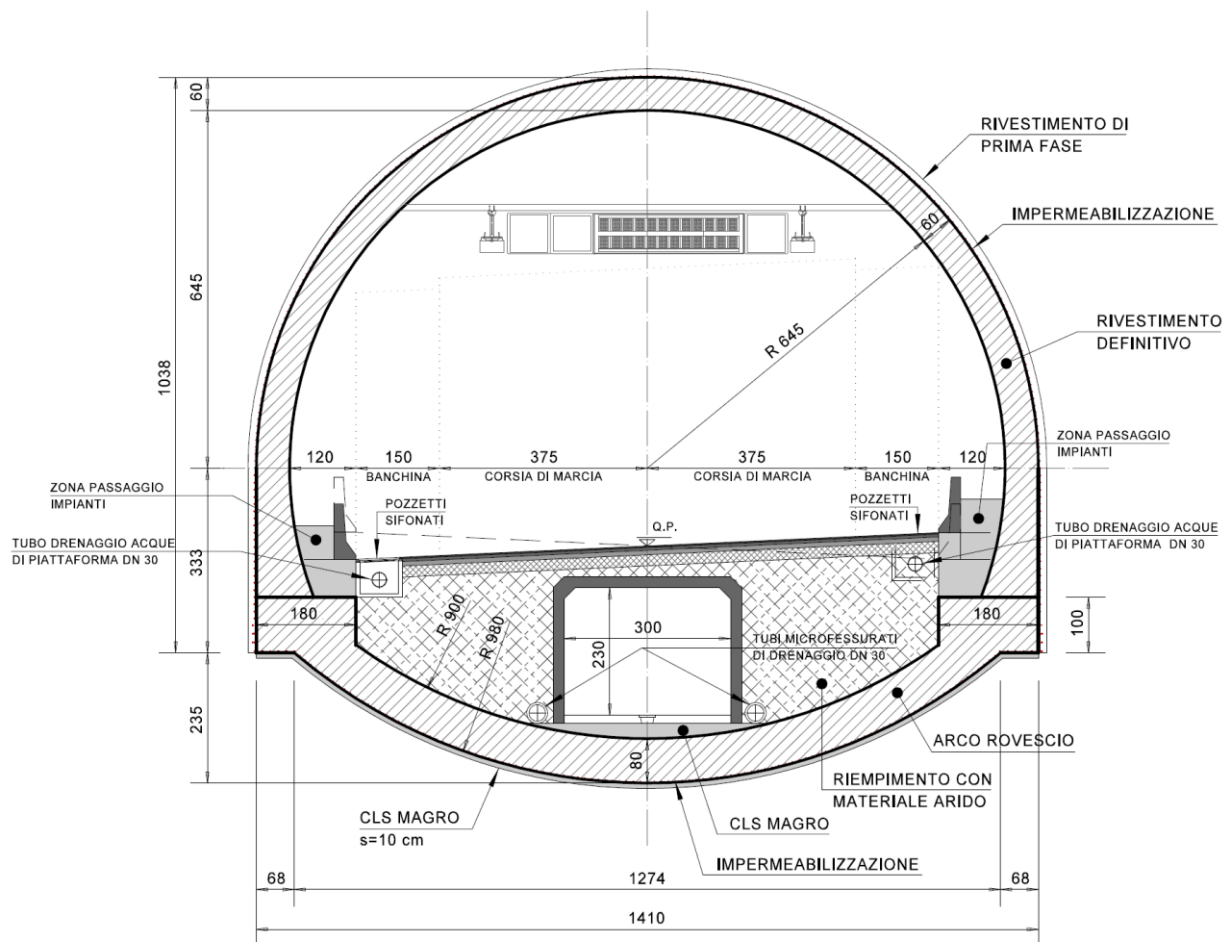 60
RIVESTIMENTO DI
PRIMA FASE
IMPERMEABILIZZAZIONE
60
645
R 645
RIVESTIMENTO
DEFINITIVO
1038
ZONA PASSAGGIO
IMPIANTI
120
150
375
375
150
120
BANCHINA
CORSIA DI MARCIA
CORSIA DI MARCIA
BANCHINA
ZONA PASSAGGIO
IMPIANTI
POZZETTI
SIFONATI
Q.P.
POZZETTI
SIFONATI
TUBO DRENAGGIO ACQUE
DI PIATTAFORMA DN 30
TUBO DRENAGGIO ACQUE
DI PIATTAFORMA DN 30
333
180
R 900
R 980
300
230
TUBI MICROFESSURATI
DI DRENAGGIO DN 30
180
100
235
80
ARCO ROVESCIO
RIEMPIMENTO CON
MATERIALE ARIDO
CLS MAGRO
s=10 cm
CLS MAGRO
IMPERMEABILIZZAZIONE
68
1274
68
1410